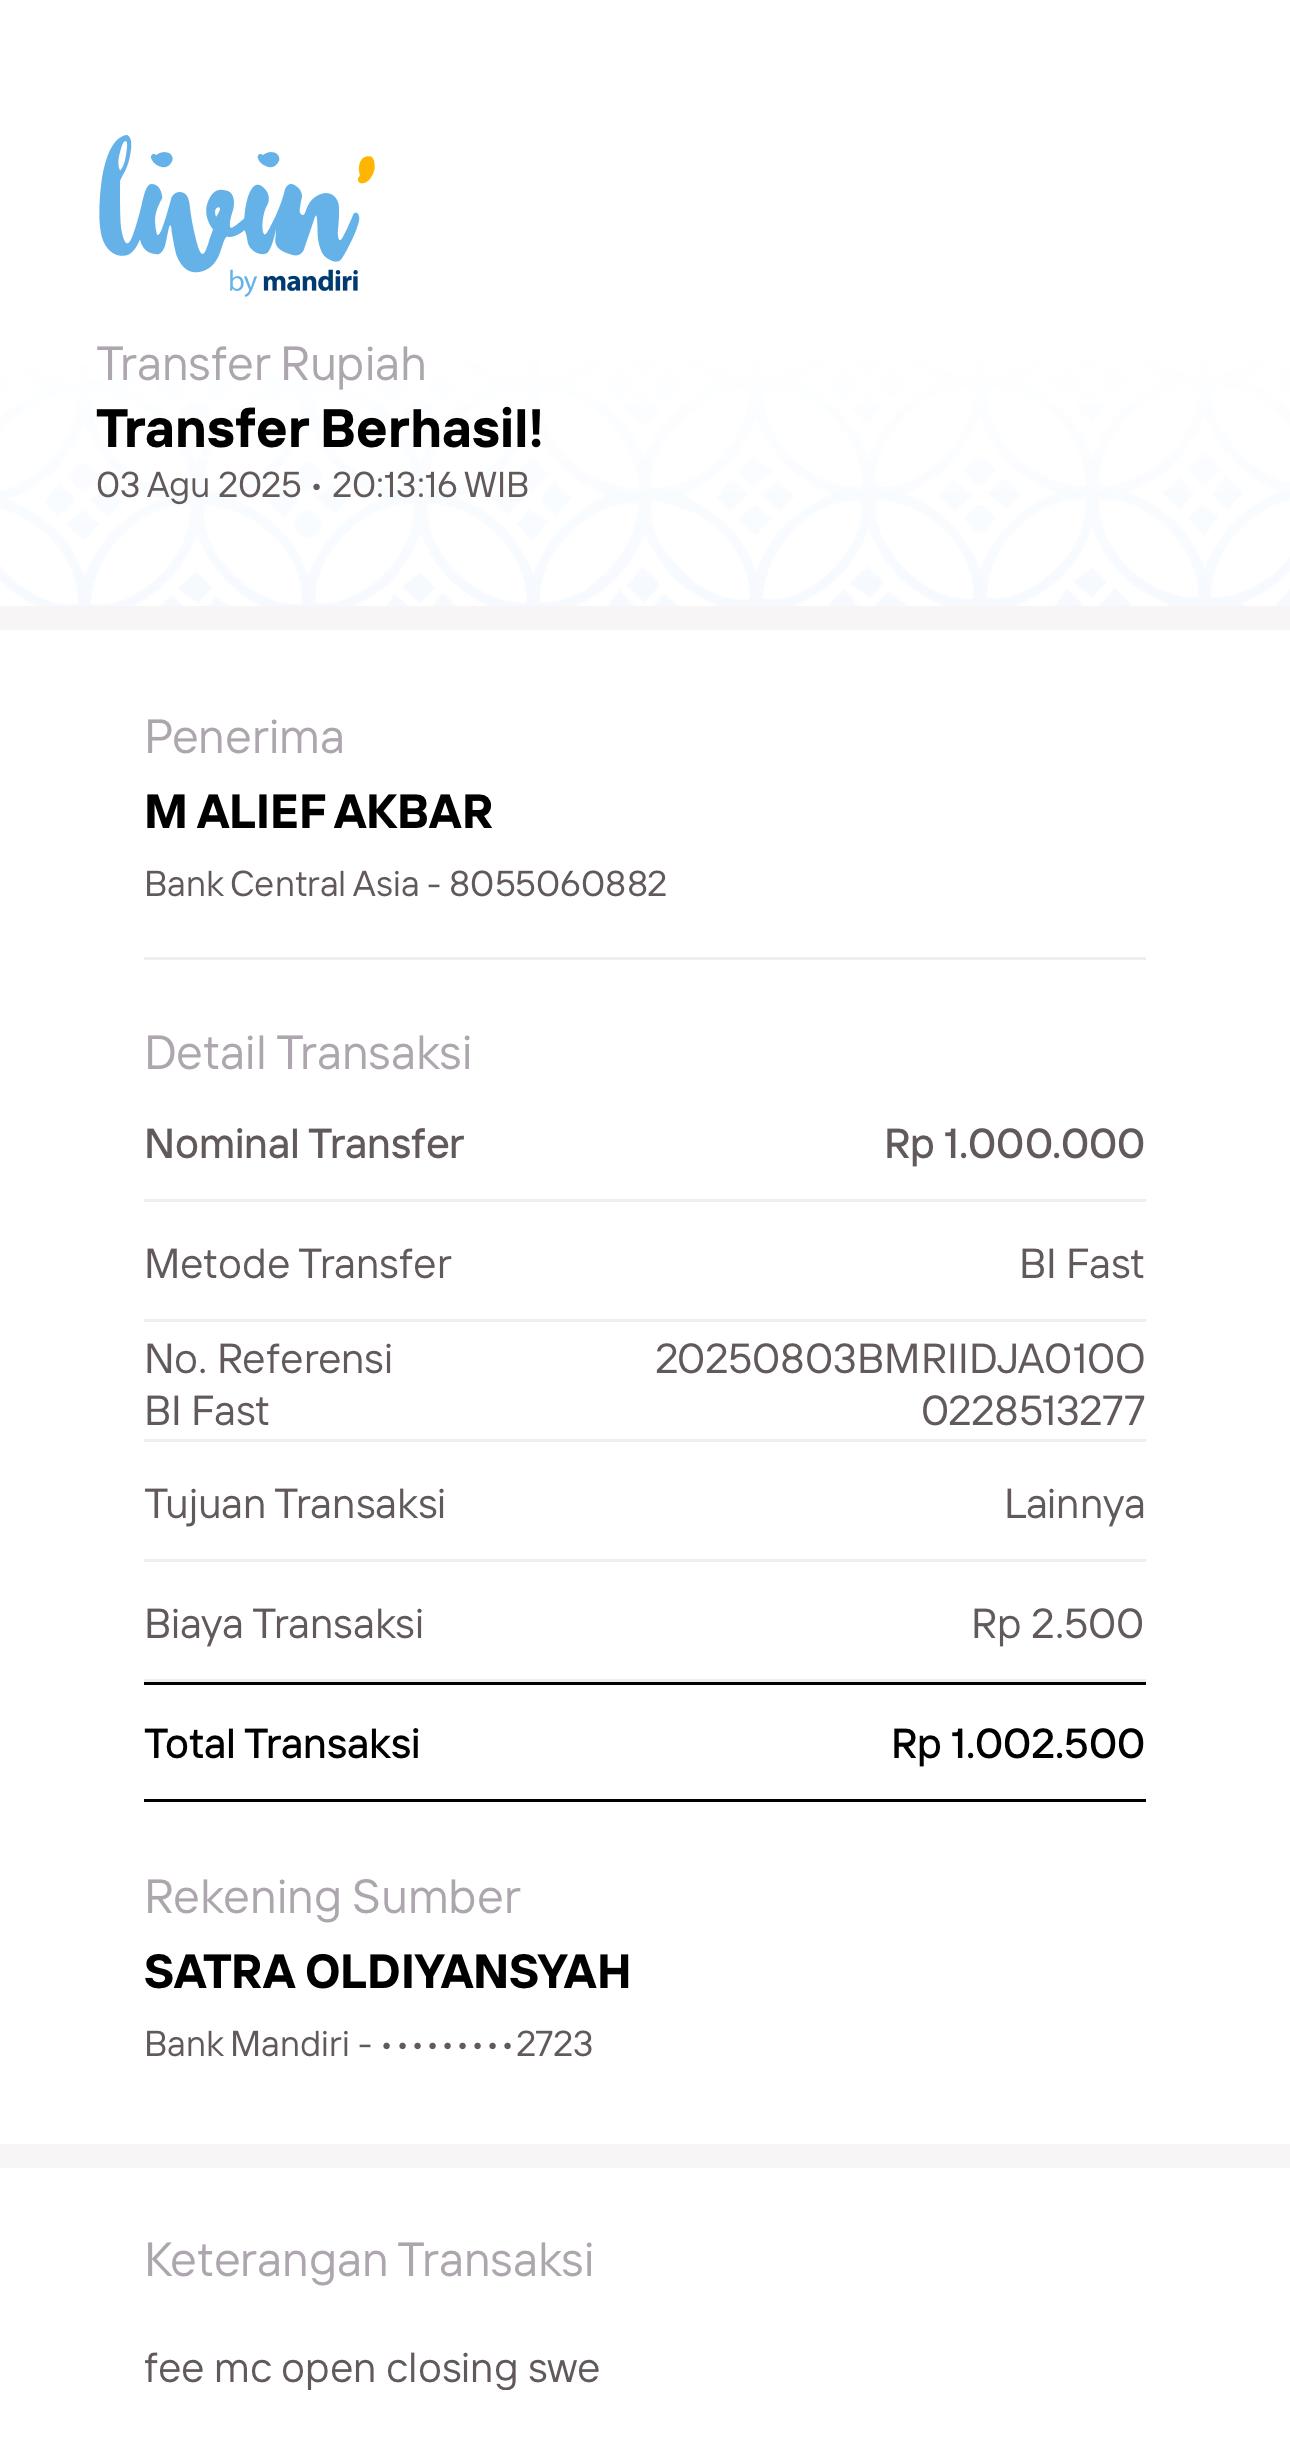 livin'
by mandiri
Transfer Rupiah
Transfer Berhasil!
03 Agu 2025 • 20:13:16 WIB
Penerima
M ALIEF AKBAR
Bank Central Asia - 8055060882
Detail Transaksi
Nominal Transfer Rp 1.000.000
Metode Transfer BI Fast
No. Referensi 20250803BMRIIDJA010O
BI Fast 0228513277
Tujuan Transaksi Lainnya
Biaya Transaksi Rp 2.500
Total Transaksi Rp 1.002.500
Rekening Sumber
SATRA OLDIYANSYAH
Bank Mandiri - •••••••••2723
Keterangan Transaksi
fee mc open closing swe